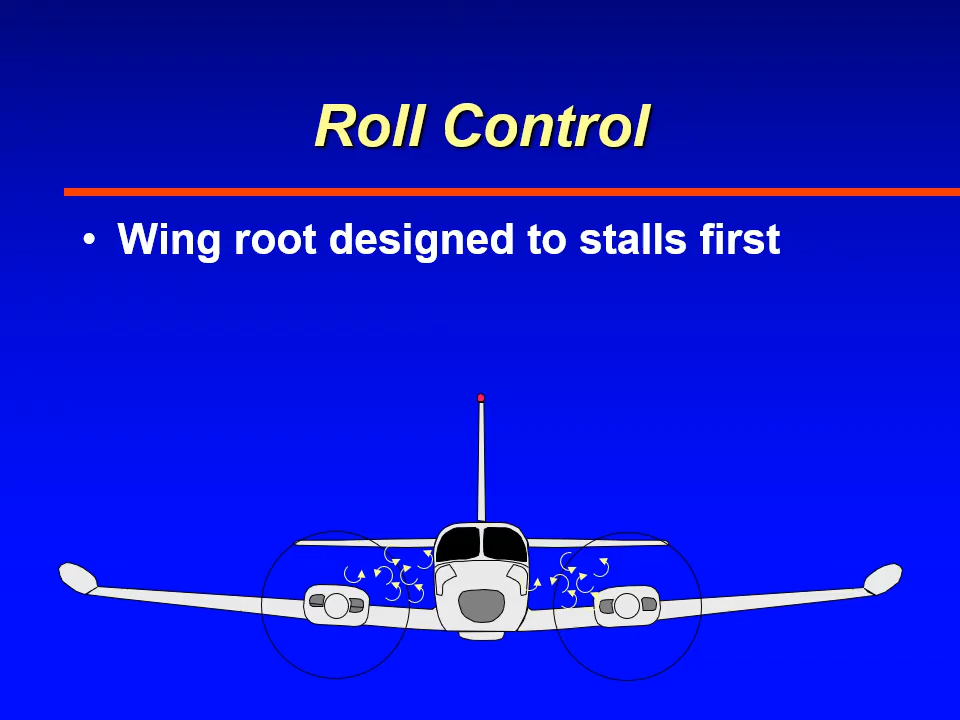 Roll Control
• Wing root designed to stalls first